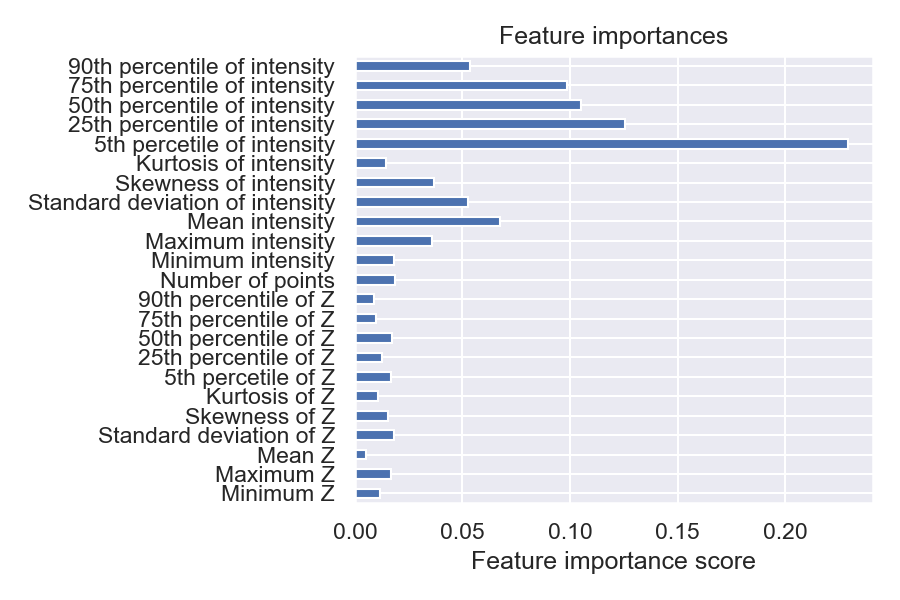 Feature importances
90th percentile of intensity
75th percentile of intensity
50th percentile of intensity
25th percentile of intensity
5th percetile of intensity
Kurtosis of intensity
Skewness of intensity
Standard deviation of intensity
Mean intensity
Maximum intensity
Minimum intensity
Number of points
90th percentile of Z
75th percentile of Z
50th percentile of Z
25th percentile of Z
5th percetile of Z
Kurtosis of Z
Skewness of Z
Standard deviation of Z
Mean Z
Maximum Z
Minimum Z
0.00 0.05 0.10 0.15 0.20
Feature importance score